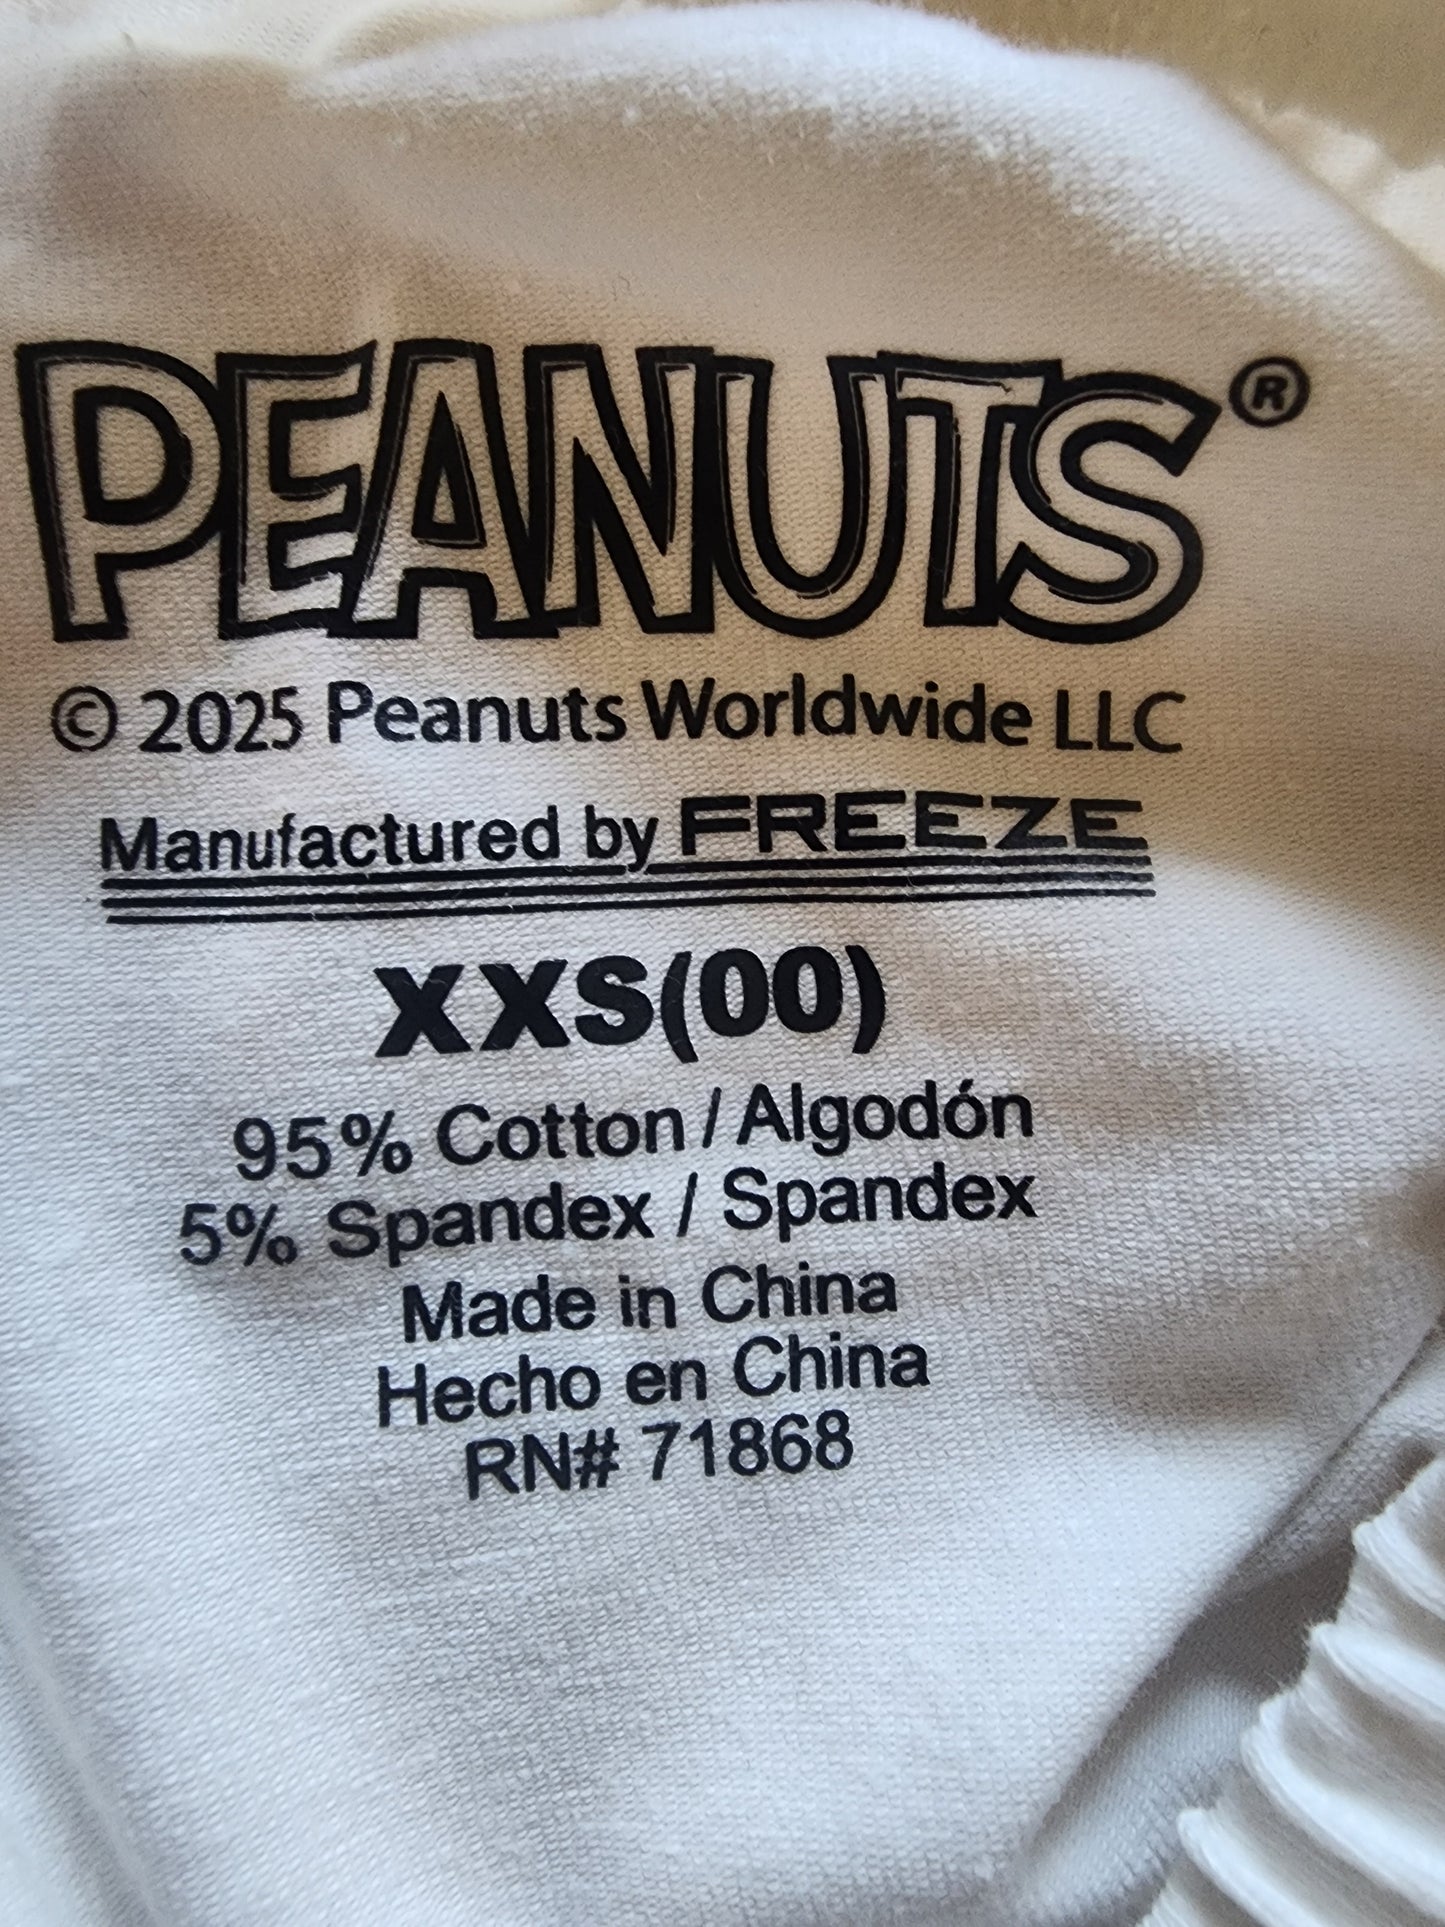 PEANUTS®
© 2025 Peanuts Worldwide LLC
Manufactured by FREEZE
XXS(00)
95% Cotton / Algodón
5% Spandex / Spandex
Made in China
Hecho en China
RN# 71868